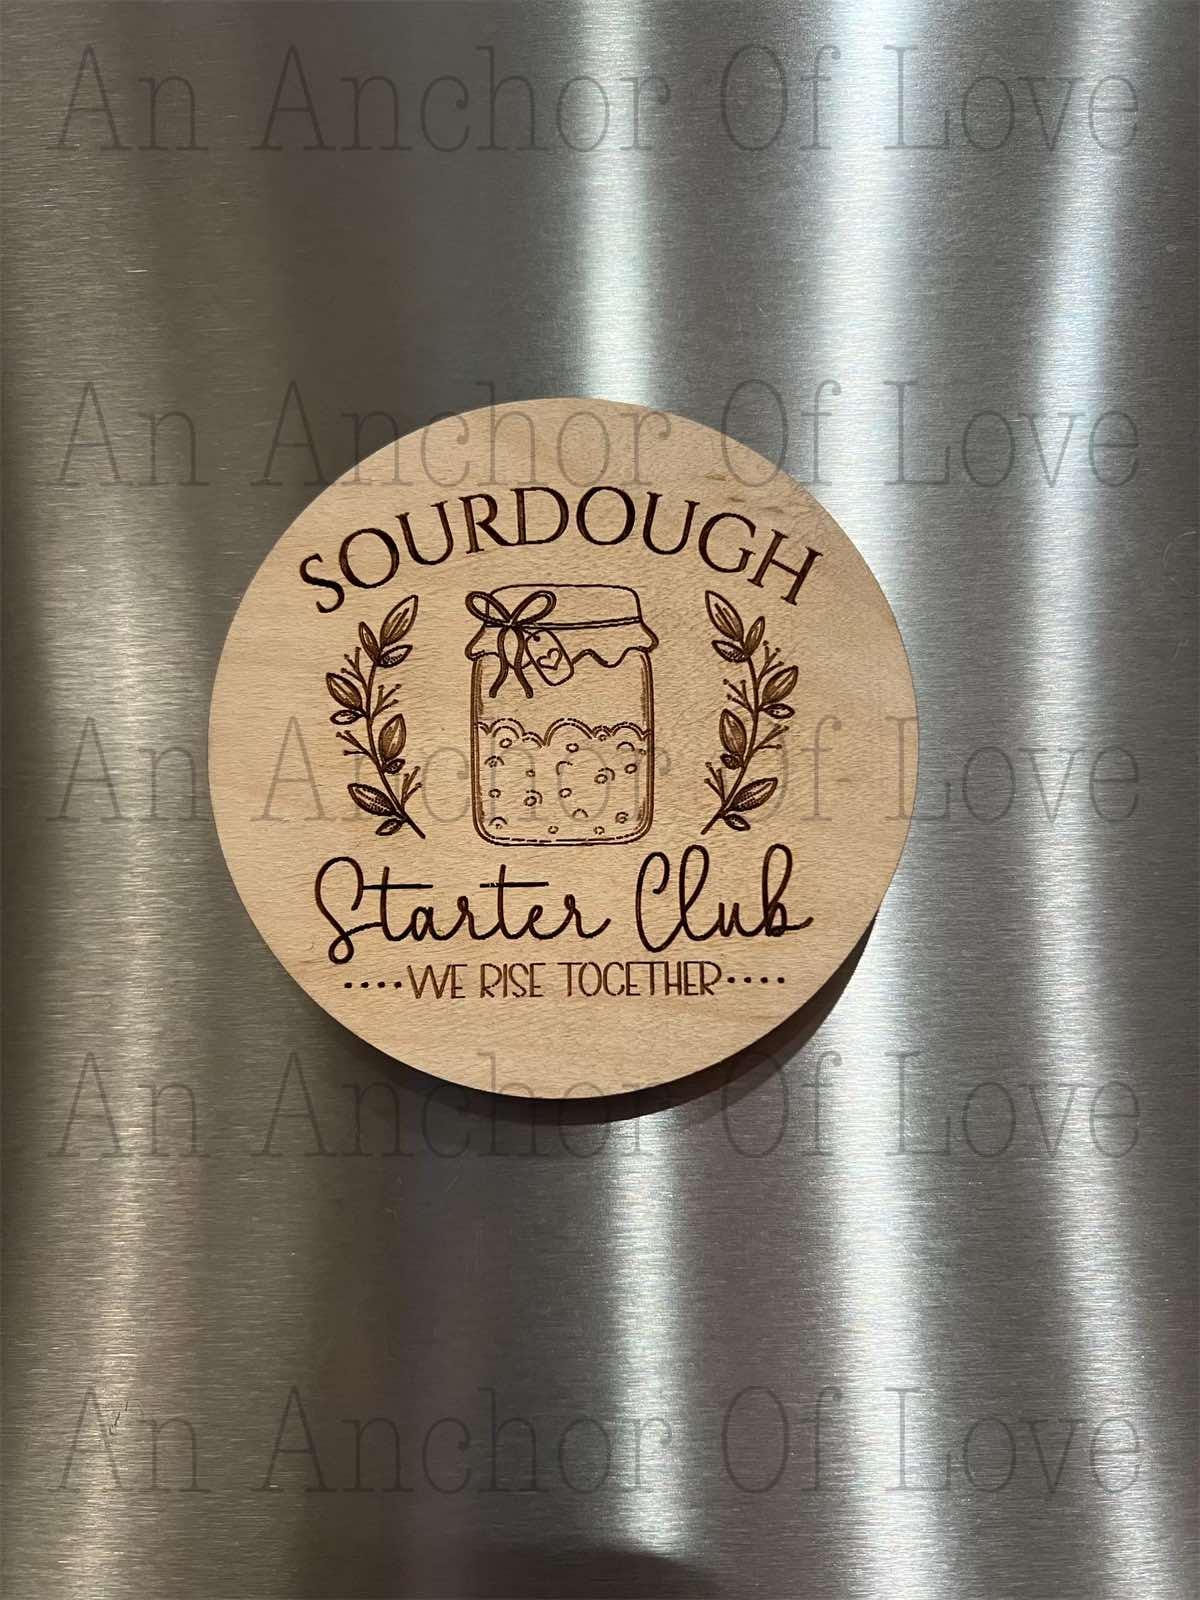 An Anchor Of Love
An Anchor Of Love
SOURDOUGH
An Anchor Of Love
Starter Club
....WE RISE TOGETHER....
An Anchor Of Love
An Anchor Of Love